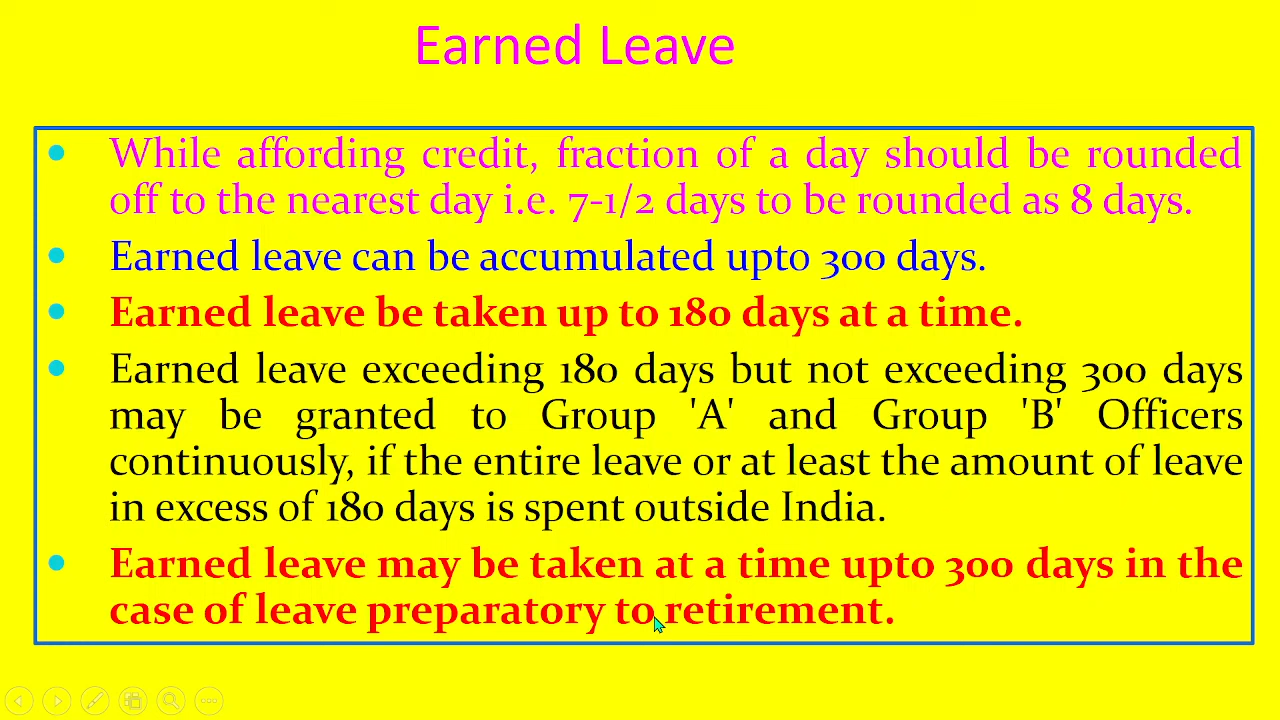 Earned Leave
• While affording credit, fraction of a day should be rounded
off to the nearest day i.e. 7-1/2 days to be rounded as 8 days.
• Earned leave can be accumulated upto 300 days.
• Earned leave be taken up to 180 days at a time.
• Earned leave exceeding 180 days but not exceeding 300 days
may be granted to Group 'A' and Group 'B' Officers
continuously, if the entire leave or at least the amount of leave
in excess of 180 days is spent outside India.
• Earned leave may be taken at a time upto 300 days in the
case of leave preparatory to retirement.